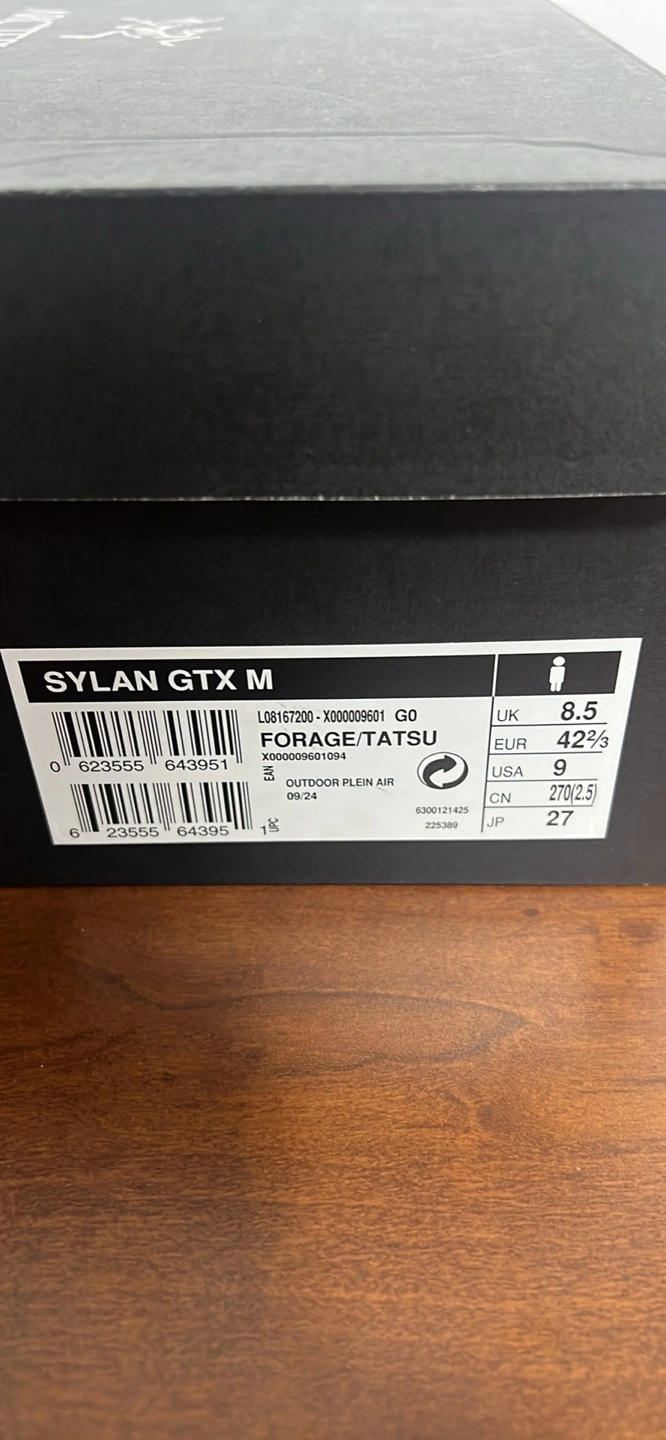 SYLAN GTX M
0 623555 643951
6 23555 64395 1
UPC
EAN
L08167200 - X000009601 GO
FORAGE/TATSU
X000009601094
OUTDOOR PLEIN AIR
09/24
6300121425
225389
UK 8.5
EUR 42⅔
USA 9
CN 270(2.5)
JP 27